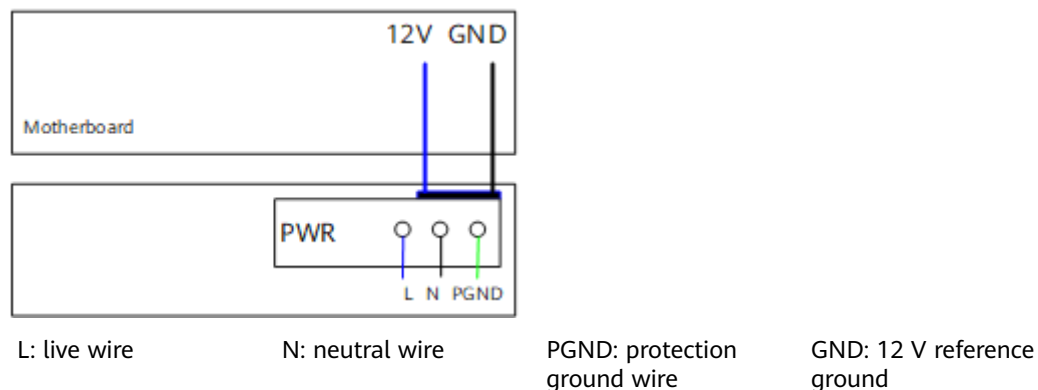 12V GND
Motherboard
PWR
L N PGND
L: live wire
N: neutral wire
PGND: protection
ground wire
GND: 12 V reference
ground